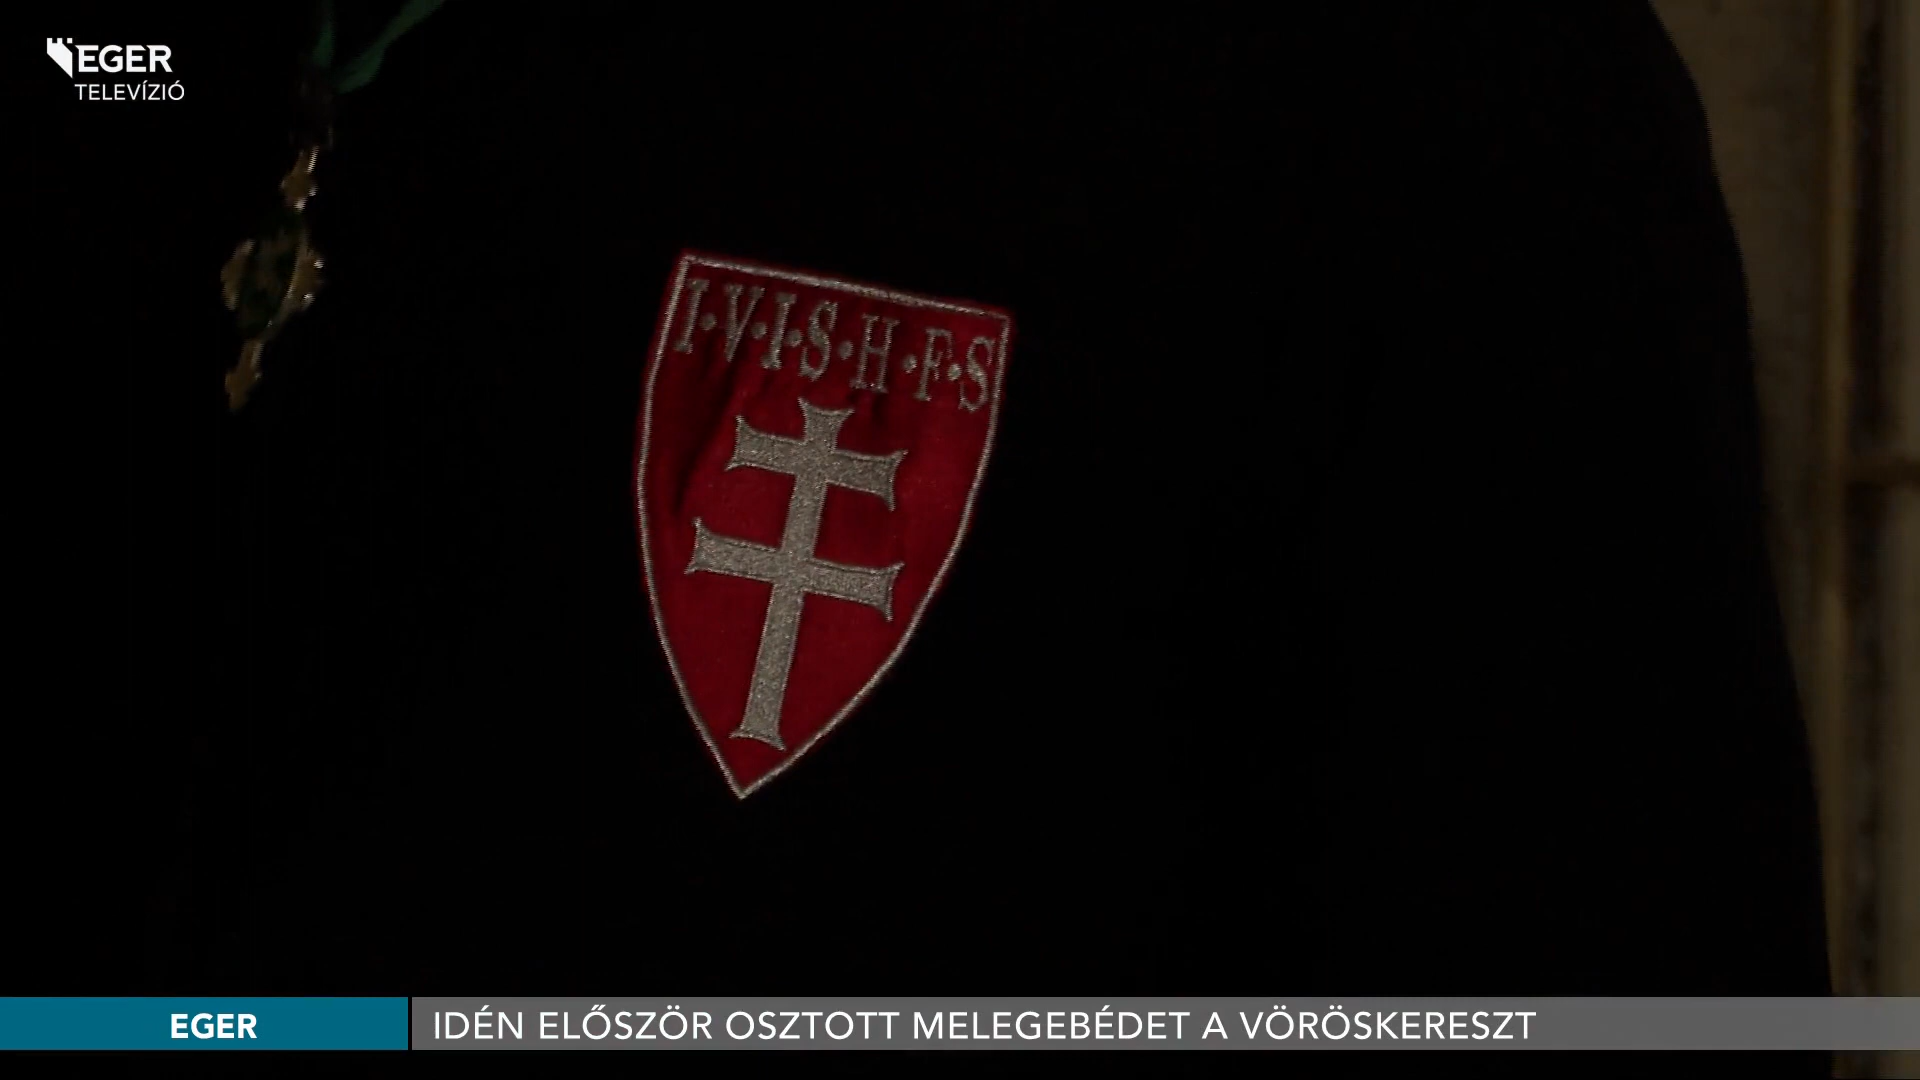 EGER
TELEVÍZIÓ
I·V·I·S·H·F·S
EGER
IDÉN ELŐSZÖR OSZTOTT MELEGEBÉDET A VÖRÖSKERESZT